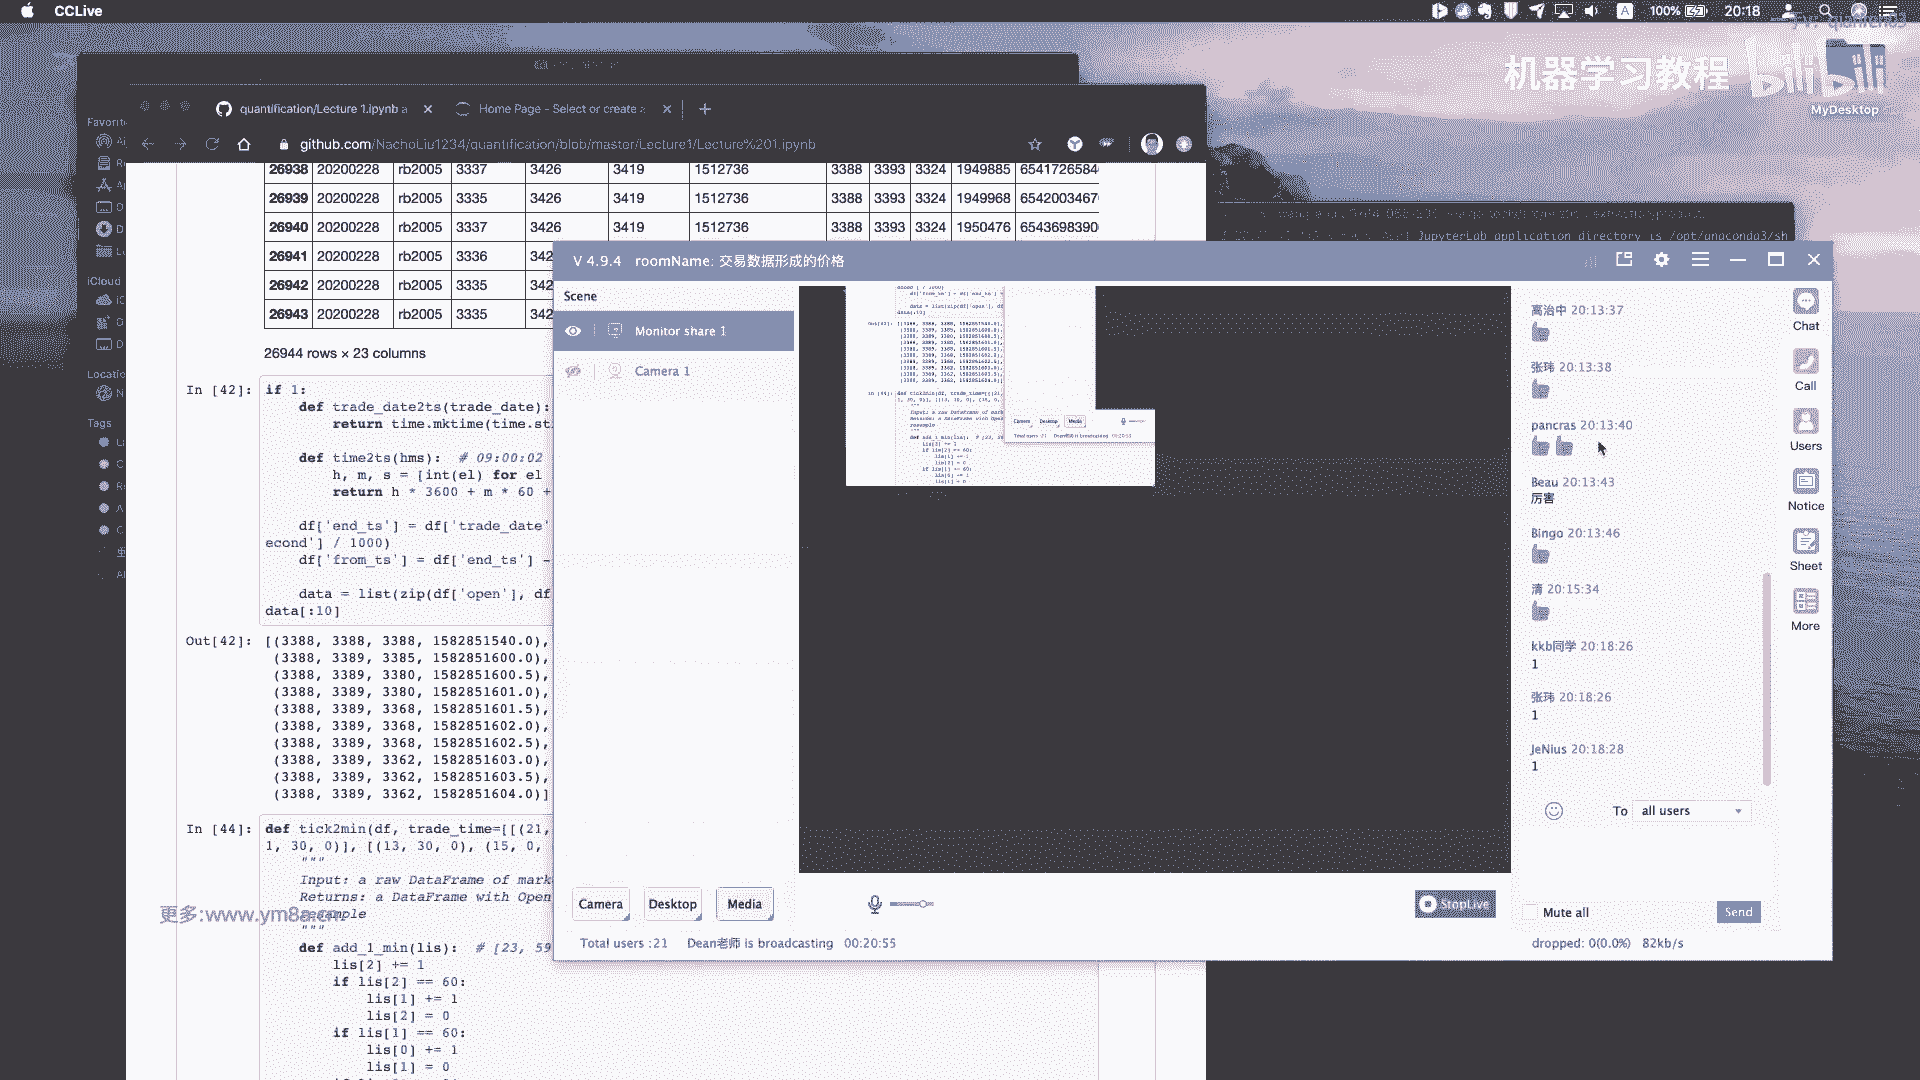 CCLive
100%
20:18
机器学习教程
bilibili
MyDesktop
Favorit
iCloud
Locatio
Tags
quantification/Lecture 1.ipynb a
Home Page - Select or create a
github.com/NachoLiu1234/quantification/blob/master/Lecture1/Lecture%201.ipynb
JupyterLab application directory is /opt/anaconda3/sh
26938 20200228 rb2005 3337 3426 3419 1512736 3388 3393 3324 1949885 6541726584
26939 20200228 rb2005 3335 3426 3419 1512736 3388 3393 3324 1949968 6542003467
26940 20200228 rb2005 3337 3426 3419 1512736 3388 3393 3324 1950476 6543698390
26941 20200228 rb2005 3336 342
26942 20200228 rb2005 3335 342
26943 20200228 rb2005 3335 342
26944 rows × 23 columns
In [42]: if 1:
def trade_date2ts(trade_date):
return time.mktime(time.st
def time2ts(hms): # 09:00:02
h, m, s = [int(el) for el
return h * 3600 + m * 60 +
df['end_ts'] = df['trade_date'
econd'] / 1000)
df['from_ts'] = df['end_ts'] -
data = list(zip(df['open'], df
data[:10]
Out[42]: [(3388, 3388, 3388, 1582851540.0),
(3388, 3389, 3385, 1582851600.0),
(3388, 3389, 3380, 1582851600.5),
(3388, 3389, 3380, 1582851601.0),
(3388, 3389, 3368, 1582851601.5),
(3388, 3389, 3368, 1582851602.0),
(3388, 3389, 3368, 1582851602.5),
(3388, 3389, 3362, 1582851603.0),
(3388, 3389, 3362, 1582851603.5),
(3388, 3389, 3362, 1582851604.0)]
In [44]: def tick2min(df, trade_time=[[(21,
1, 30, 0)], [(13, 30, 0), (15, 0,
"""
Input: a raw DataFrame of mark
Returns: a DataFrame with Open
resample
"""
def add_1_min(lis): # [23, 59
lis[2] += 1
if lis[2] == 60:
lis[1] += 1
lis[2] = 0
if lis[1] == 60:
lis[0] += 1
lis[1] = 0
V 4.9.4 roomName: 交易数据形成的价格
Scene
Monitor share 1
Camera 1
Camera
Desktop
Media
StopLive
Total users :21 Dean老师 is broadcasting 00:20:55
高治中 20:13:37
张玮 20:13:38
pancras 20:13:40
Beau 20:13:43
厉害
Bingo 20:13:46
清 20:15:34
kkb同学 20:18:26
1
张玮 20:18:26
1
JeNius 20:18:28
1
To all users
Mute all
Send
dropped: 0(0.0%) 82kb/s
Chat
Call
Users
Notice
Sheet
More